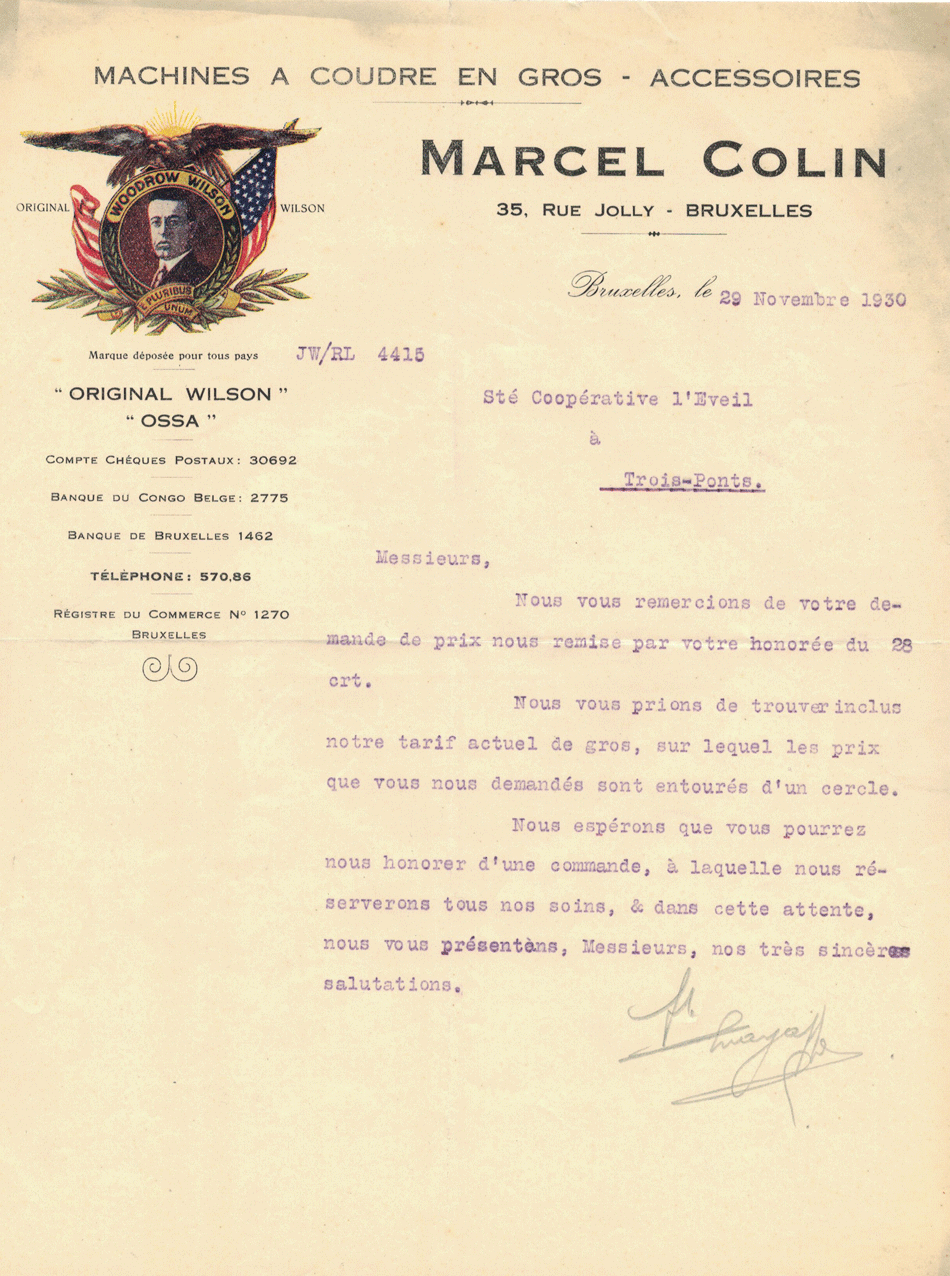 MACHINES A COUDRE EN GROS - ACCESSOIRES
MARCEL COLIN
35, RUE JOLLY - BRUXELLES
ORIGINAL
WOODROW WILSON
WILSON
E PLURIBUS
UNUM
Bruxelles, le 29 Novembre 1930
Marque déposée pour tous pays
"ORIGINAL WILSON"
"OSSA"
COMPTE CHÉQUES POSTAUX: 30692
BANQUE DU CONGO BELGE: 2775
BANQUE DE BRUXELLES 1462
TÉLÉPHONE: 570,86
RÉGISTRE DU COMMERCE No 1270
BRUXELLES
JW/RL 4415
Sté Coopérative l'Eveil
à
Trois-Ponts.
Messieurs,
Nous vous remercions de votre de-
mande de prix nous remise par votre honorée du 28
crt.
Nous vous prions de trouver inclus
notre tarif actuel de gros, sur lequel les prix
que vous nous demandés sont entourés d'un cercle.
Nous espérons que vous pourrez
nous honorer d'une commande, à laquelle nous ré-
serverons tous nos soins, & dans cette attente,
nous vous présentèns, Messieurs, nos très sincères
salutations.